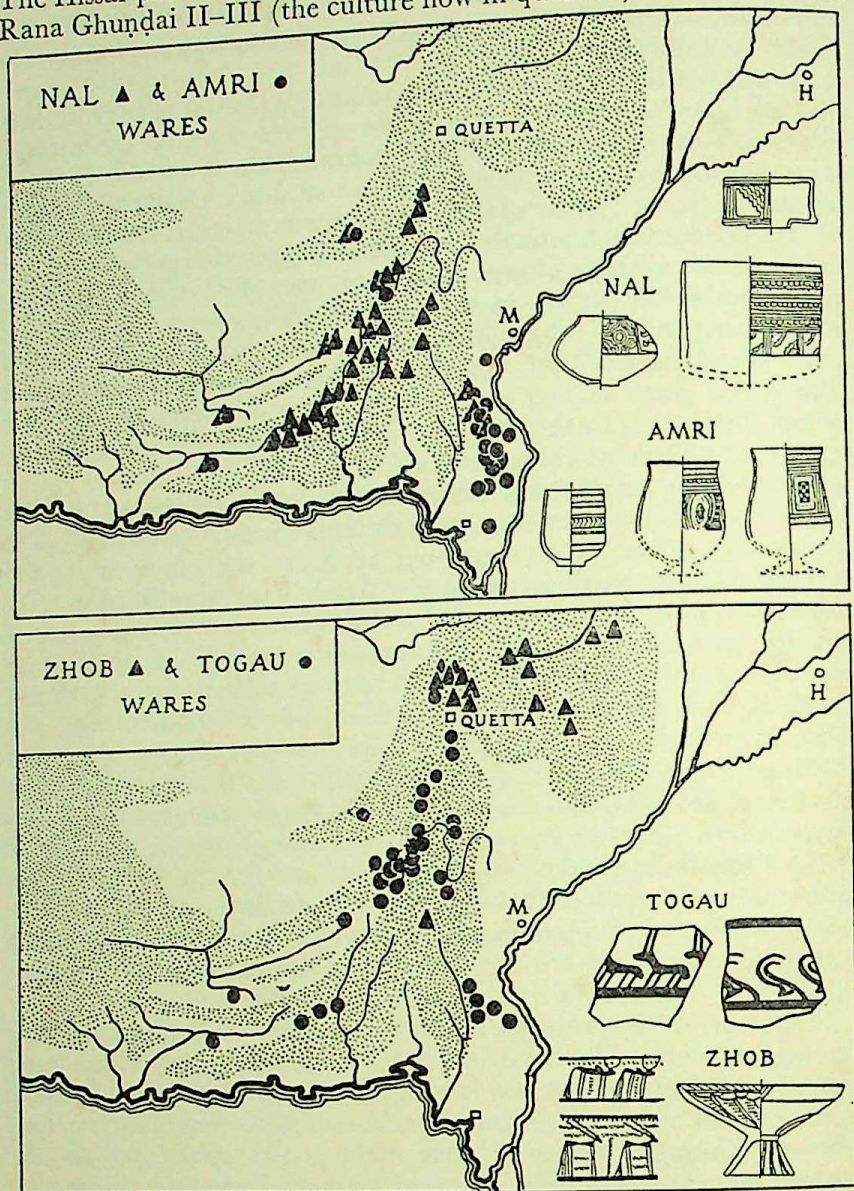 Rana Ghuṇḍai II–III (the culture now in
NAL ▲ & AMRI ●
WARES
QUETTA
H
NAL
M
AMRI
ZHOB ▲ & TOGAU ●
WARES
QUETTA
H
M
TOGAU
ZHOB